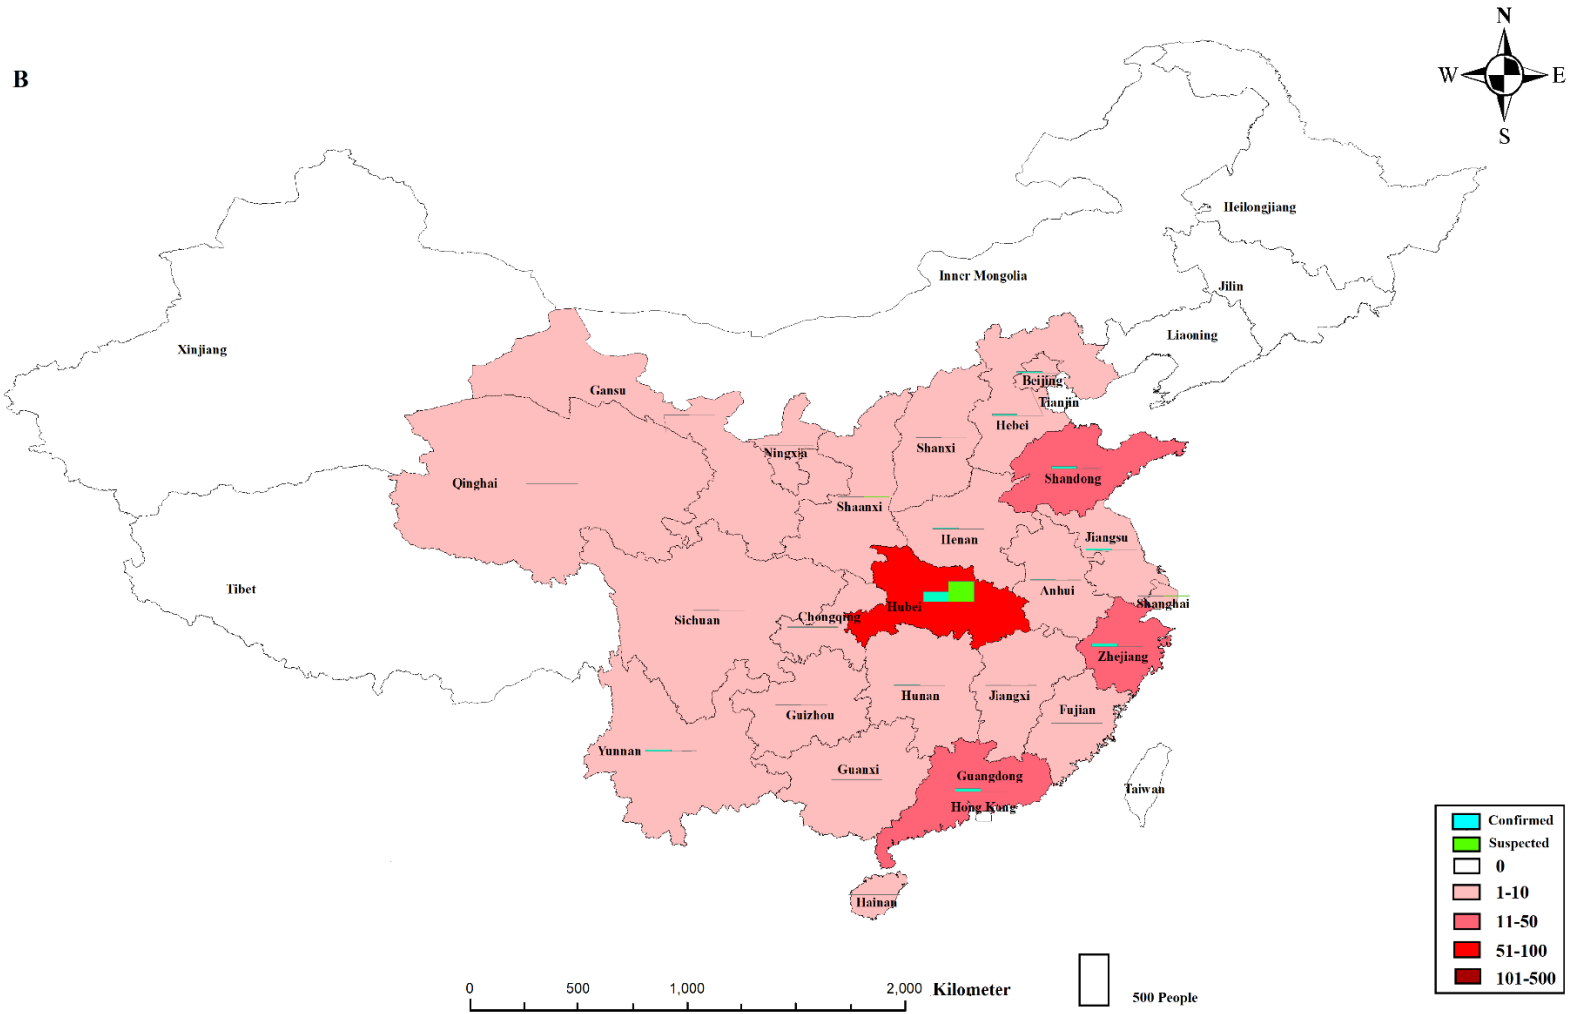 N
B
W
E
S
Heilongjiang
Inner Mongolia
Jilin
Liaoning
Xinjiang
Gansu
Beijing
Tianjin
Hebei
Shanxi
Ningxia
Shandong
Qinghai
Shaanxi
Henan
Jiangsu
Tibet
Anhui
Shanghai
Hubei
Chongqing
Sichuan
Zhejiang
Hunan
Jiangxi
Fujian
Guizhou
Yunnan
Guanxi
Guangdong
Taiwan
Hong Kong
Hainan
Confirmed
Suspected
0
1-10
11-50
51-100
101-500
0 500 1,000 2,000 Kilometer
500 People